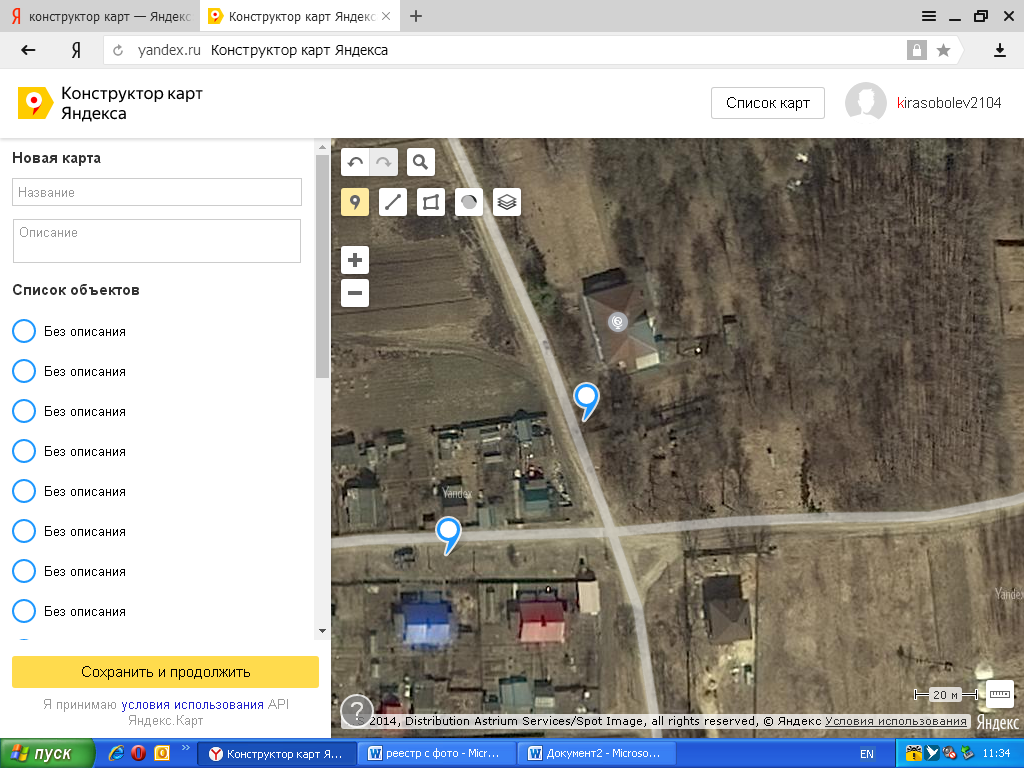 конструктор карт — Яндекс
Конструктор карт Яндекс
yandex.ru Конструктор карт Яндекса
Конструктор карт
Яндекса
Список карт
kirasobolev2104
Новая карта
Название
Описание
Список объектов
Без описания
Без описания
Без описания
Без описания
Без описания
Без описания
Без описания
Без описания
Сохранить и продолжить
Я принимаю условия использования API
Яндекс.Карт
6
Yandex
Yandex
20 м
?
2014, Distribution Astrium Services/Spot Image, all rights reserved, © Яндекс Условия использования
Яндекс
пуск
Конструктор карт Я...
реестр с фото - Micr...
Документ2 - Microso...
EN
11:34